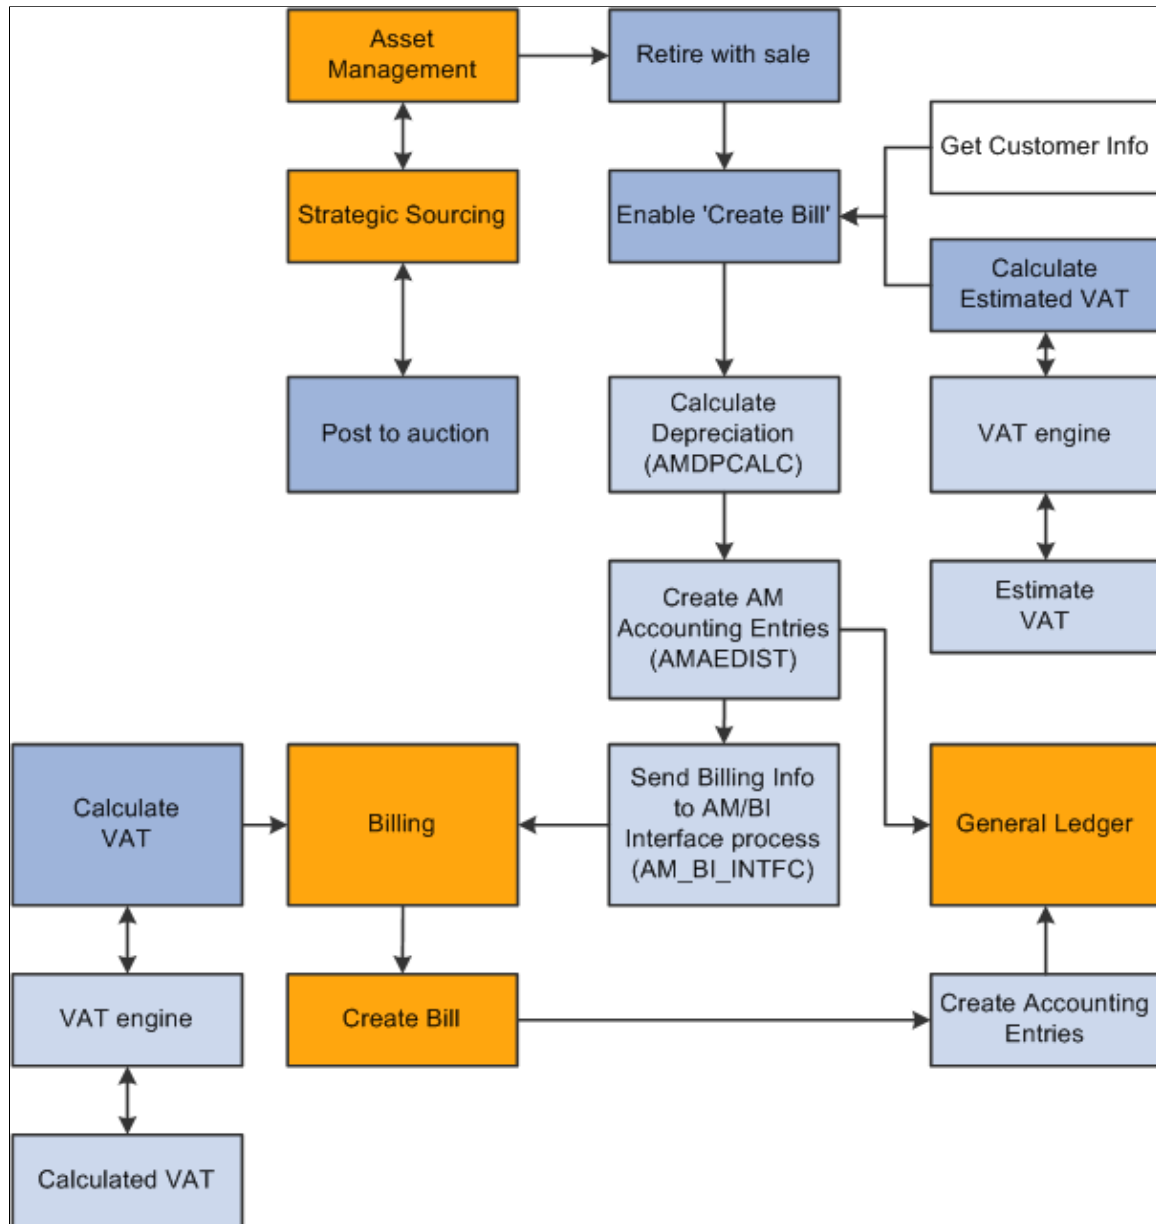 Asset
Management
Retire with sale
Get Customer Info
Strategic Sourcing
Enable 'Create Bill'
Calculate
Estimated VAT
Post to auction
Calculate
Depreciation
(AMDPCALC)
VAT engine
Create AM
Accounting Entries
(AMAEDIST)
Estimate
VAT
Calculate
VAT
Billing
Send Billing Info
to AM/BI
Interface process
(AM_BI_INTFC)
General Ledger
VAT engine
Create Bill
Create Accounting
Entries
Calculated VAT